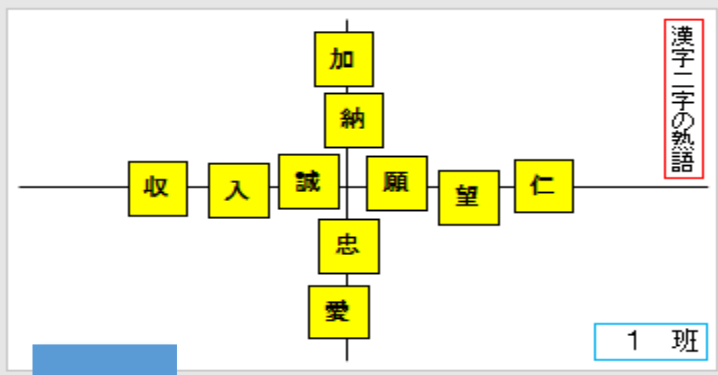 漢字二字の熟語
加
納
収 入 誠 願 望 仁
忠
愛
1 班